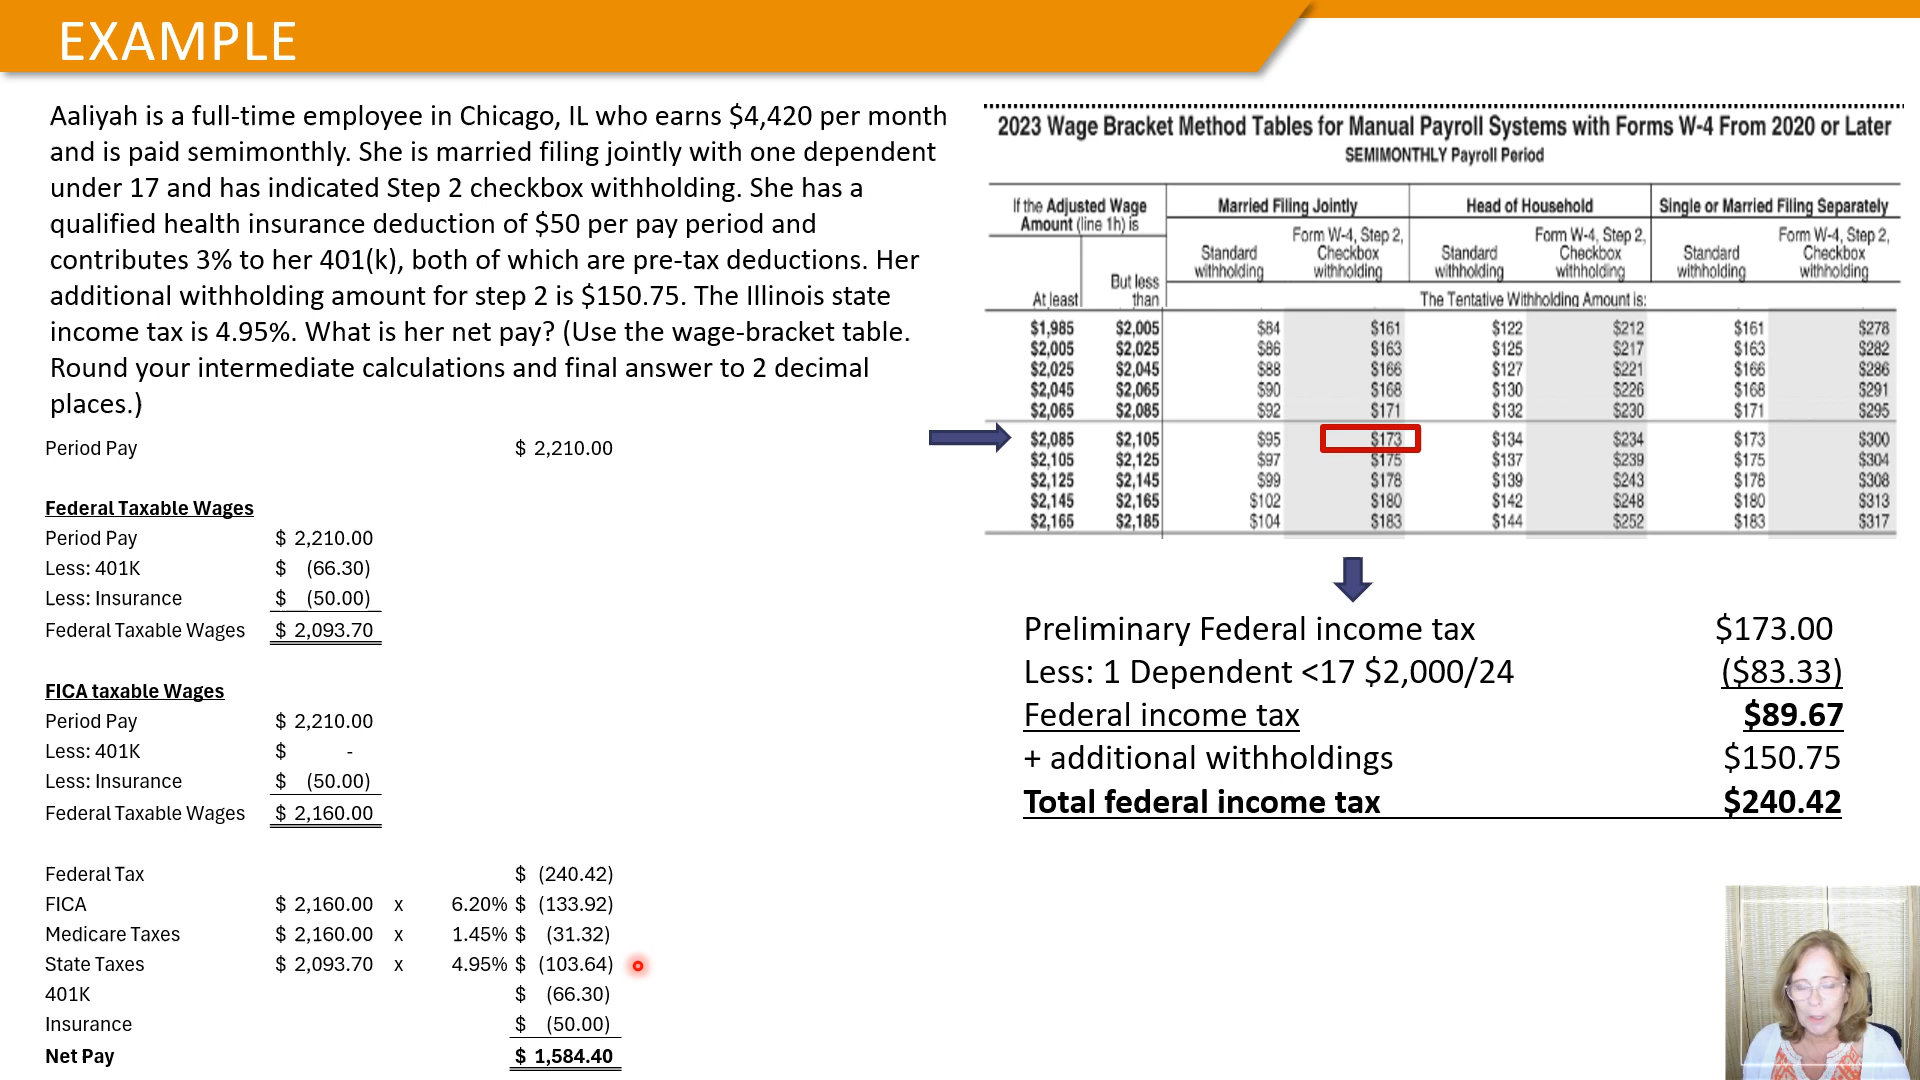 EXAMPLE
Aaliyah is a full-time employee in Chicago, IL who earns $4,420 per month
and is paid semimonthly. She is married filing jointly with one dependent
under 17 and has indicated Step 2 checkbox withholding. She has a
qualified health insurance deduction of $50 per pay period and
contributes 3% to her 401(k), both of which are pre-tax deductions. Her
additional withholding amount for step 2 is $150.75. The Illinois state
income tax is 4.95%. What is her net pay? (Use the wage-bracket table.
Round your intermediate calculations and final answer to 2 decimal
places.)
Period Pay $ 2,210.00
Federal Taxable Wages
Period Pay $ 2,210.00
Less: 401K $ (66.30)
Less: Insurance $ (50.00)
Federal Taxable Wages $ 2,093.70
FICA taxable Wages
Period Pay $ 2,210.00
Less: 401K $ -
Less: Insurance $ (50.00)
Federal Taxable Wages $ 2,160.00
Federal Tax $ (240.42)
FICA $ 2,160.00 x 6.20% $ (133.92)
Medicare Taxes $ 2,160.00 x 1.45% $ (31.32)
State Taxes $ 2,093.70 x 4.95% $ (103.64)
401K $ (66.30)
Insurance $ (50.00)
Net Pay $ 1,584.40
2023 Wage Bracket Method Tables for Manual Payroll Systems with Forms W-4 From 2020 or Later
SEMIMONTHLY Payroll Period
If the Adjusted Wage Married Filing Jointly Head of Household Single or Married Filing Separately
Amount (line 1h) is
Form W-4, Step 2, Form W-4, Step 2, Form W-4, Step 2,
Standard Checkbox Standard Checkbox Standard Checkbox
withholding withholding withholding withholding withholding withholding
But less
At least than The Tentative Withholding Amount is:
$1,985 $2,005 $84 $161 $122 $212 $161 $278
$2,005 $2,025 $86 $163 $125 $217 $163 $282
$2,025 $2,045 $88 $166 $127 $221 $166 $286
$2,045 $2,065 $90 $168 $130 $226 $168 $291
$2,065 $2,085 $92 $171 $132 $230 $171 $295
$2,085 $2,105 $95 $173 $134 $234 $173 $300
$2,105 $2,125 $97 $175 $137 $239 $175 $304
$2,125 $2,145 $99 $178 $139 $243 $178 $308
$2,145 $2,165 $102 $180 $142 $248 $180 $313
$2,165 $2,185 $104 $183 $144 $252 $183 $317
Preliminary Federal income tax $173.00
Less: 1 Dependent <17 $2,000/24 ($83.33)
Federal income tax $89.67
+ additional withholdings $150.75
Total federal income tax $240.42